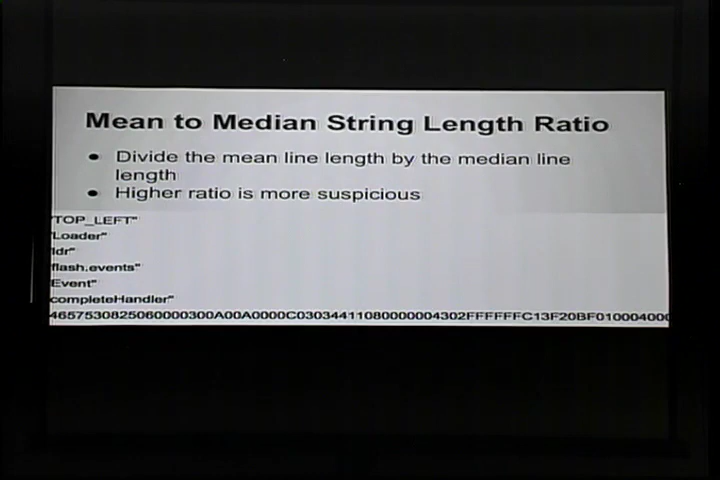 Mean to Median String Length Ratio
● Divide the mean line length by the median line
length
● Higher ratio is more suspicious
"TOP_LEFT"
"Loader"
"ldr"
"flash.events"
"Event"
"completeHandler"
4657530825060000300A00A0000C0303441108000000004302FFFFFFC13F20BF010004000